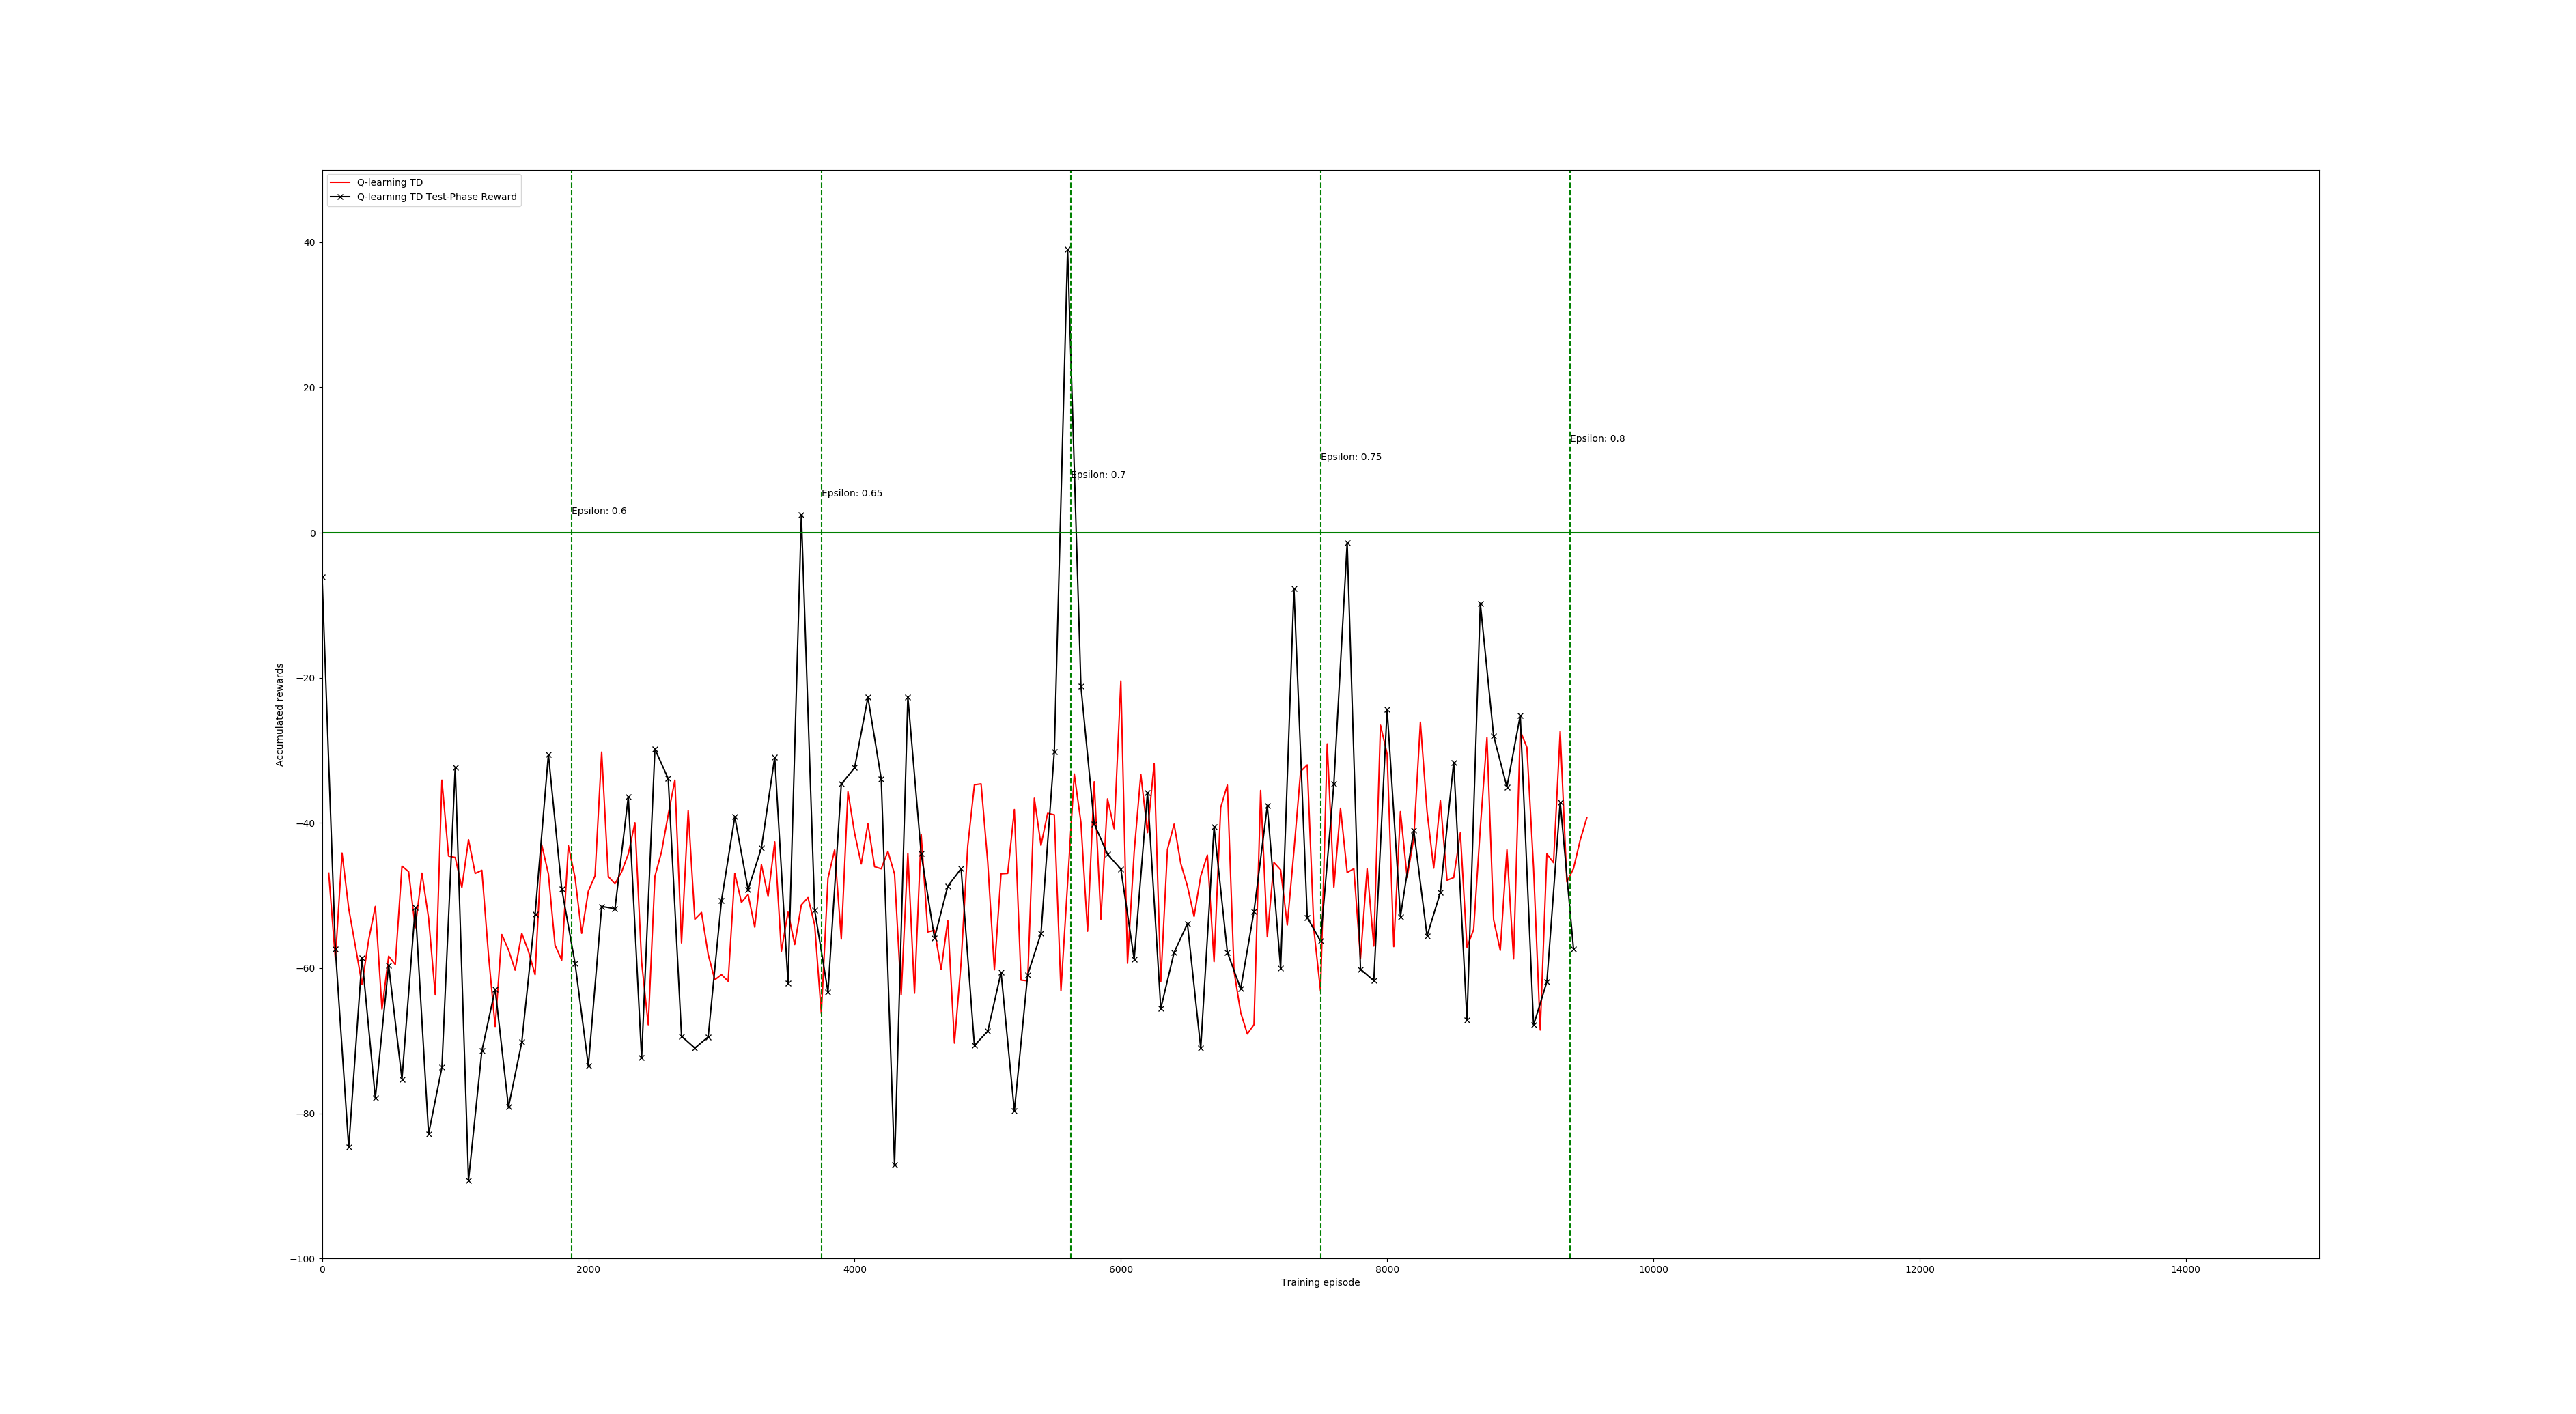 Q-learning TD
Q-learning TD Test-Phase Reward
40
20
Epsilon: 0.8
Epsilon: 0.75
Epsilon: 0.7
Epsilon: 0.65
Epsilon: 0.6
0
−20
Accumulated rewards
−40
−60
−80
−100
0 2000 4000 6000 8000 10000 12000 14000
Training episode